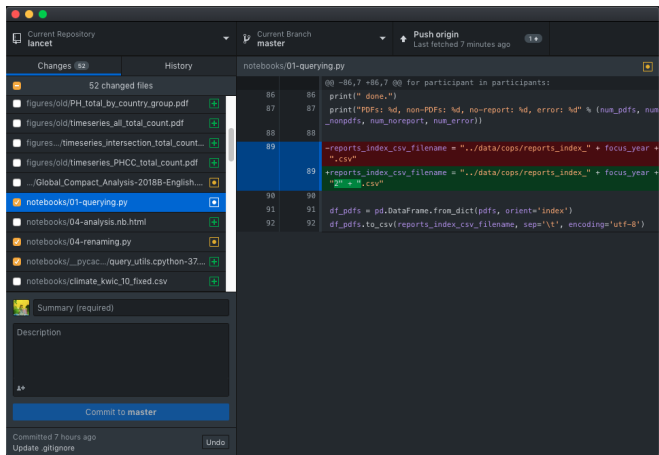 Current Repository
lancet
Current Branch
master
Push origin
Last fetched 7 minutes ago
1
Changes 52
History
notebooks/01-querying.py
52 changed files
figures/old/PH_total_by_country_group.pdf
figures/old/timeseries_all_total_count.pdf
figures.../timeseries_intersection_total_count...
figures/old/timeseries_PHCC_total_count.pdf
.../Global_Compact_Analysis-2018B-English....
notebooks/01-querying.py
notebooks/04-analysis.nb.html
notebooks/04-renaming.py
notebooks/__pycac.../query_utils.cpython-37....
notebooks/climate_kwic_10_fixed.csv
@@ -86,7 +86,7 @@ for participant in participants:
86 86 print(" done.")
87 87 print("PDFs: %d, non-PDFs: %d, no-report: %d, error: %d" % (num_pdfs, num
_nonpdfs, num_noreport, num_error))
88 88
89 -reports_index_csv_filename = "../data/cops/reports_index_" + focus_year +
".csv"
89 +reports_index_csv_filename = "../data/cops/reports_index_" + focus_year +
"2" + ".csv"
90 90
91 91 df_pdfs = pd.DataFrame.from_dict(pdfs, orient='index')
92 92 df_pdfs.to_csv(reports_index_csv_filename, sep='\t', encoding='utf-8')
Summary (required)
Description
Commit to master
Committed 7 hours ago
Update .gitignore
Undo